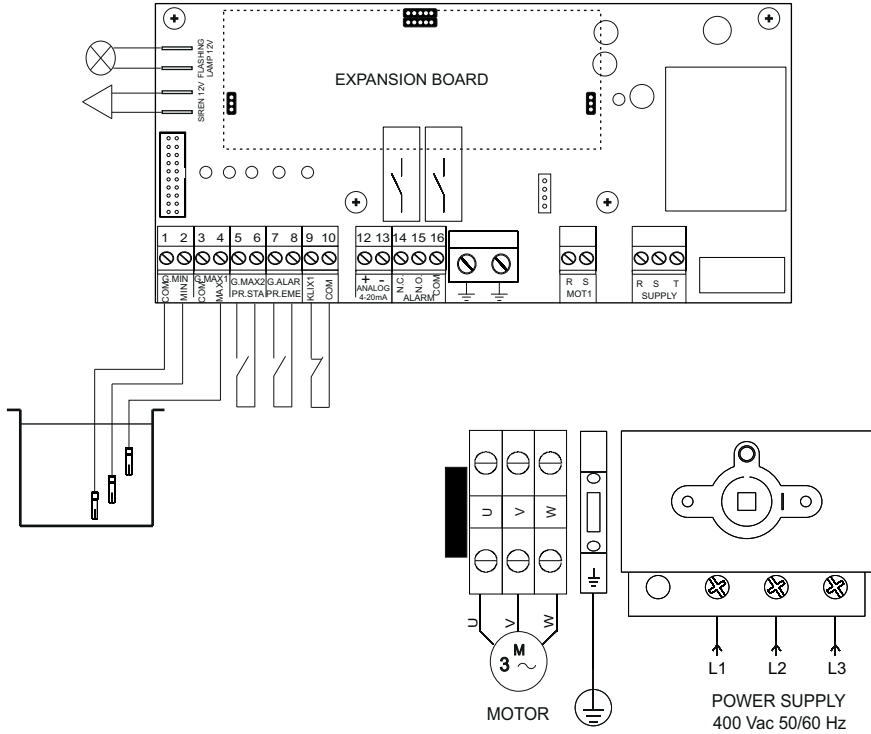 FLASHING
LAMP 12V
SIREN 12V
EXPANSION BOARD
1 2 3 4 5 6 7 8 9 10
12 13 14 15 16
G.MIN
COM
MIN
G.MAX1
COM
MAX
G.MAX2
PR.STA
G.ALAR
PR.EME
KLIX1
COM
+ -
ANALOG
4-20mA
N.C.
N.O.
COM
ALARM
R S
MOT1
R S T
SUPPLY
U V W
U V W
M
3 ~
MOTOR
L1 L2 L3
POWER SUPPLY
400 Vac 50/60 Hz